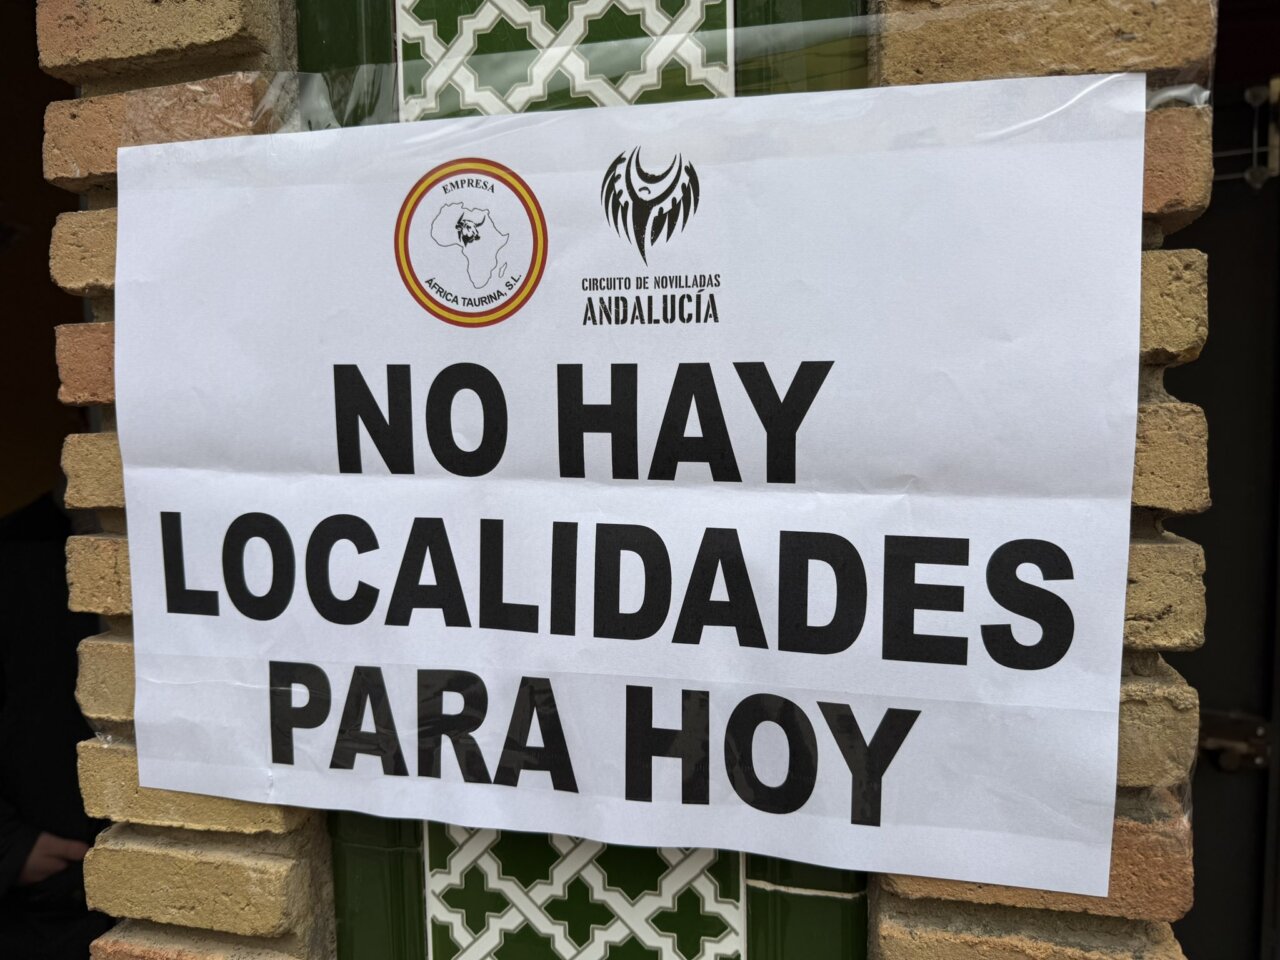 EMPRESA
ÁFRICA TAURINA, S.L.
CIRCUITO DE NOVILLADAS
ANDALUCÍA
NO HAY
LOCALIDADES
PARA HOY